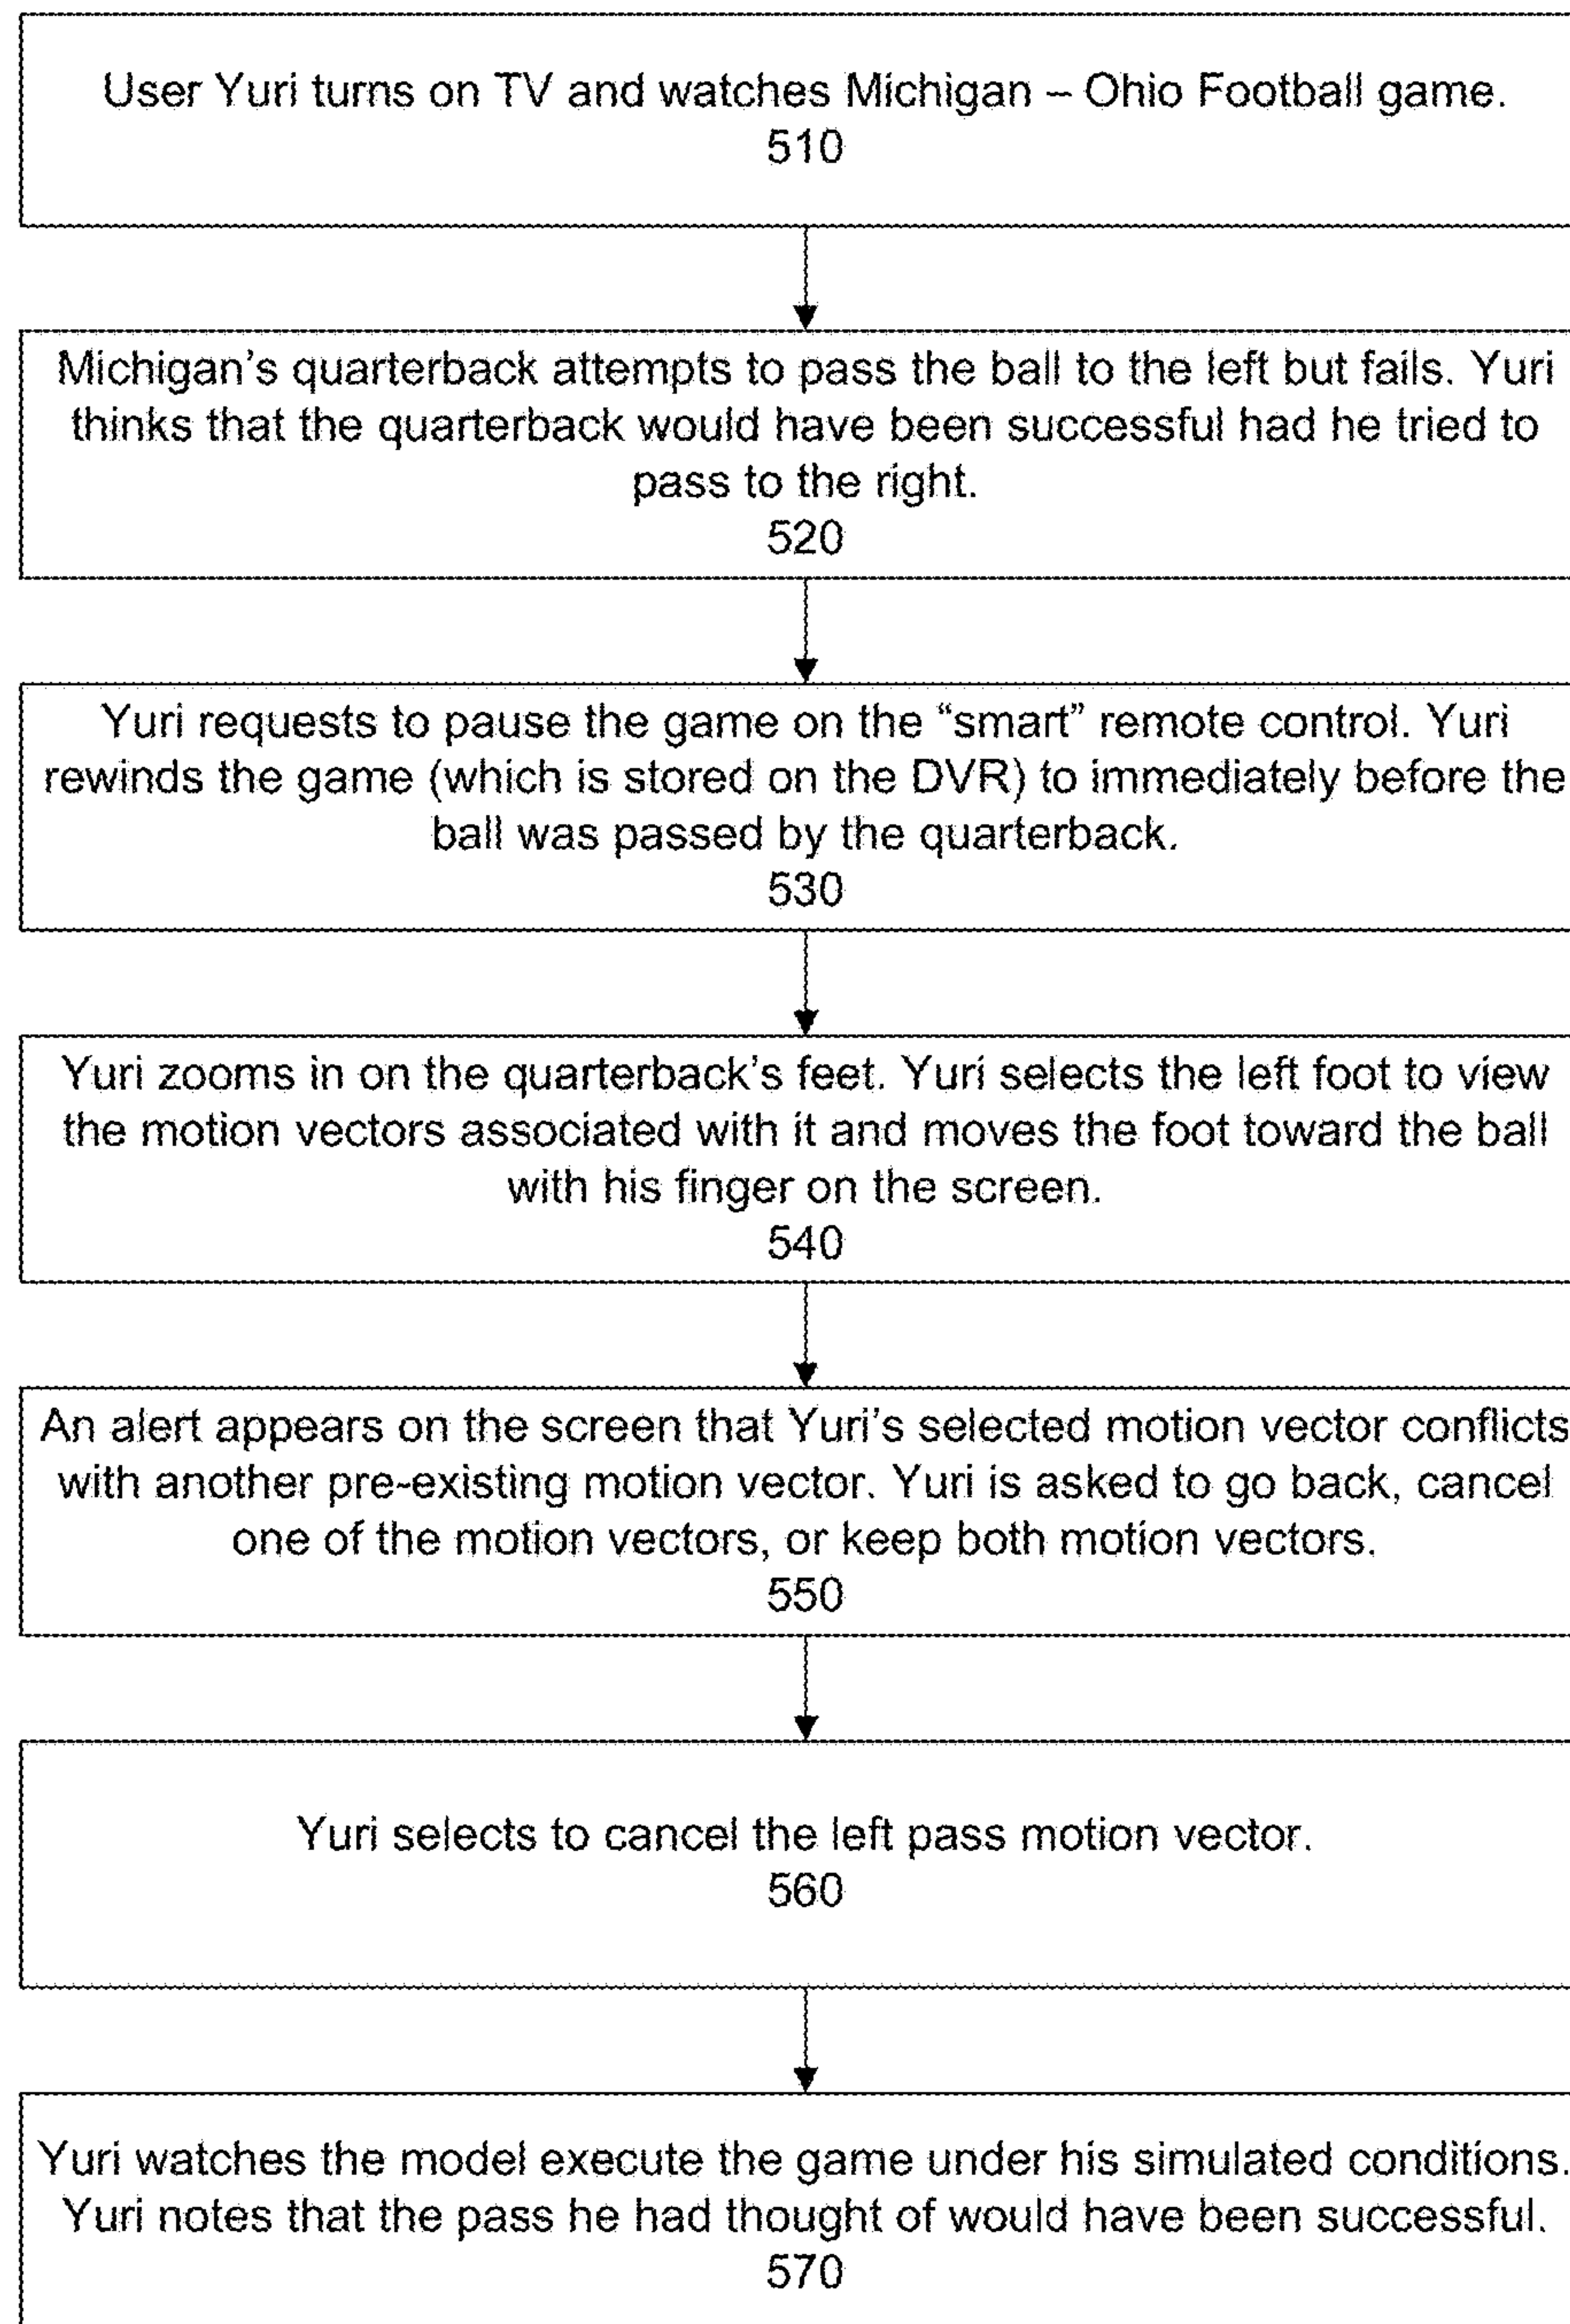 User Yuri turns on TV and watches Michigan – Ohio Football game.
510
Michigan’s quarterback attempts to pass the ball to the left but fails. Yuri
thinks that the quarterback would have been successful had he tried to
pass to the right.
520
Yuri requests to pause the game on the “smart” remote control. Yuri
rewinds the game (which is stored on the DVR) to immediately before the
ball was passed by the quarterback.
530
Yuri zooms in on the quarterback’s feet. Yuri selects the left foot to view
the motion vectors associated with it and moves the foot toward the ball
with his finger on the screen.
540
An alert appears on the screen that Yuri’s selected motion vector conflicts
with another pre-existing motion vector. Yuri is asked to go back, cancel
one of the motion vectors, or keep both motion vectors.
550
Yuri selects to cancel the left pass motion vector.
560
Yuri watches the model execute the game under his simulated conditions.
Yuri notes that the pass he had thought of would have been successful.
570